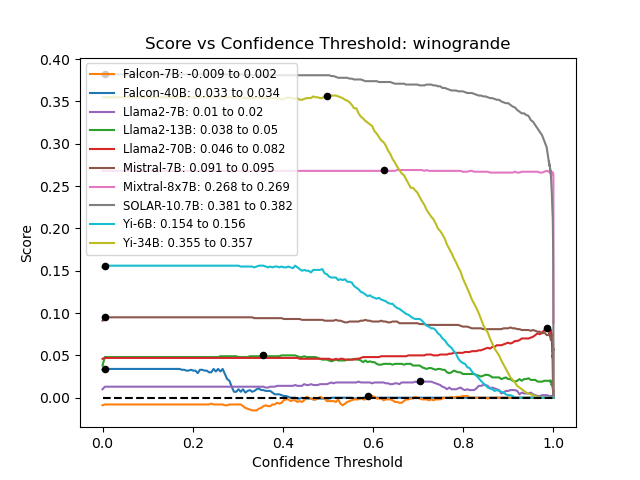 Score vs Confidence Threshold: winogrande
0.40
0.35
0.30
0.25
0.20
0.15
0.10
0.05
0.00
Score
Falcon-7B: -0.009 to 0.002
Falcon-40B: 0.033 to 0.034
Llama2-7B: 0.01 to 0.02
Llama2-13B: 0.038 to 0.05
Llama2-70B: 0.046 to 0.082
Mistral-7B: 0.091 to 0.095
Mixtral-8x7B: 0.268 to 0.269
SOLAR-10.7B: 0.381 to 0.382
Yi-6B: 0.154 to 0.156
Yi-34B: 0.355 to 0.357
0.0 0.2 0.4 0.6 0.8 1.0
Confidence Threshold